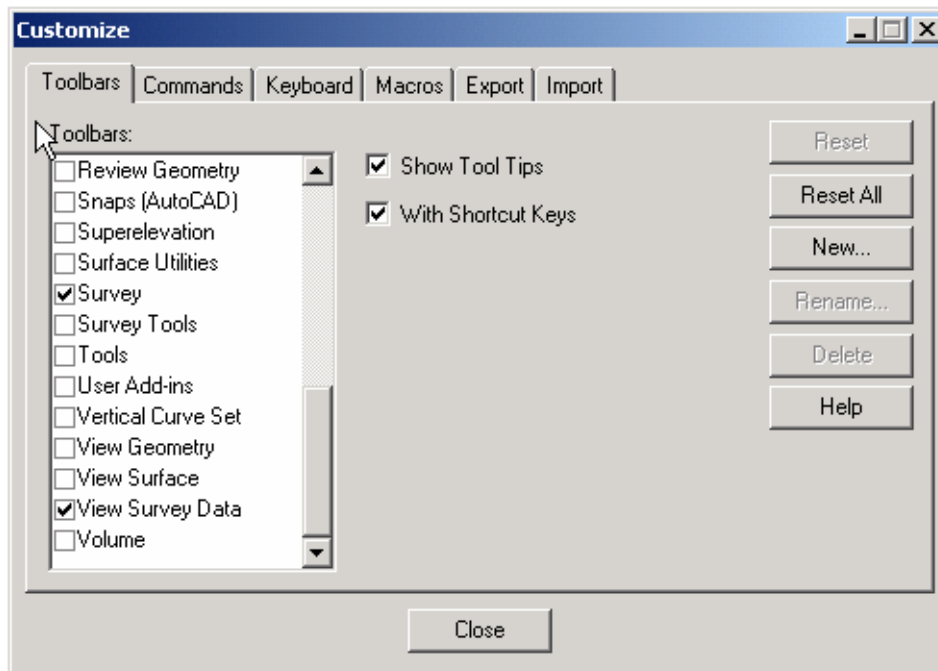 Customize
Toolbars Commands Keyboard Macros Export Import
Toolbars:
Review Geometry
Snaps (AutoCAD)
Superelevation
Surface Utilities
Survey
Survey Tools
Tools
User Add-ins
Vertical Curve Set
View Geometry
View Surface
View Survey Data
Volume
Show Tool Tips
With Shortcut Keys
Reset
Reset All
New...
Rename...
Delete
Help
Close